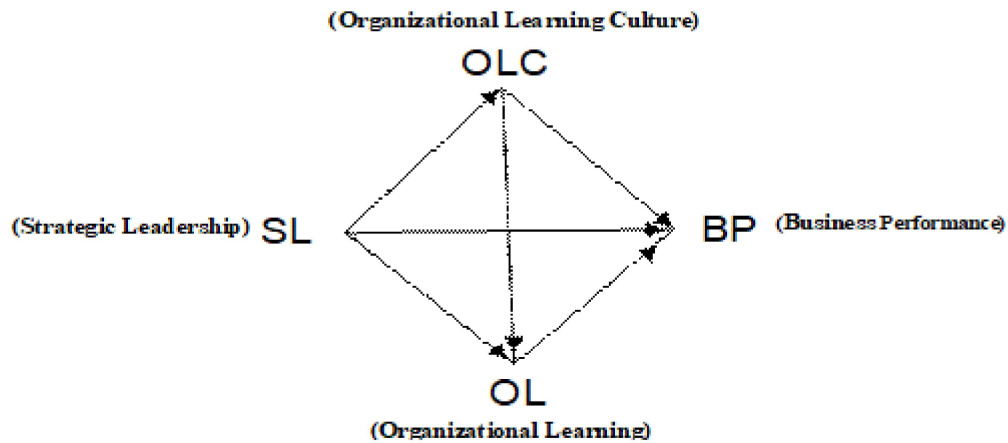 (Organizational Learning Culture)
OLC
(Strategic Leadership) SL
BP (Business Performance)
OL
(Organizational Learning)